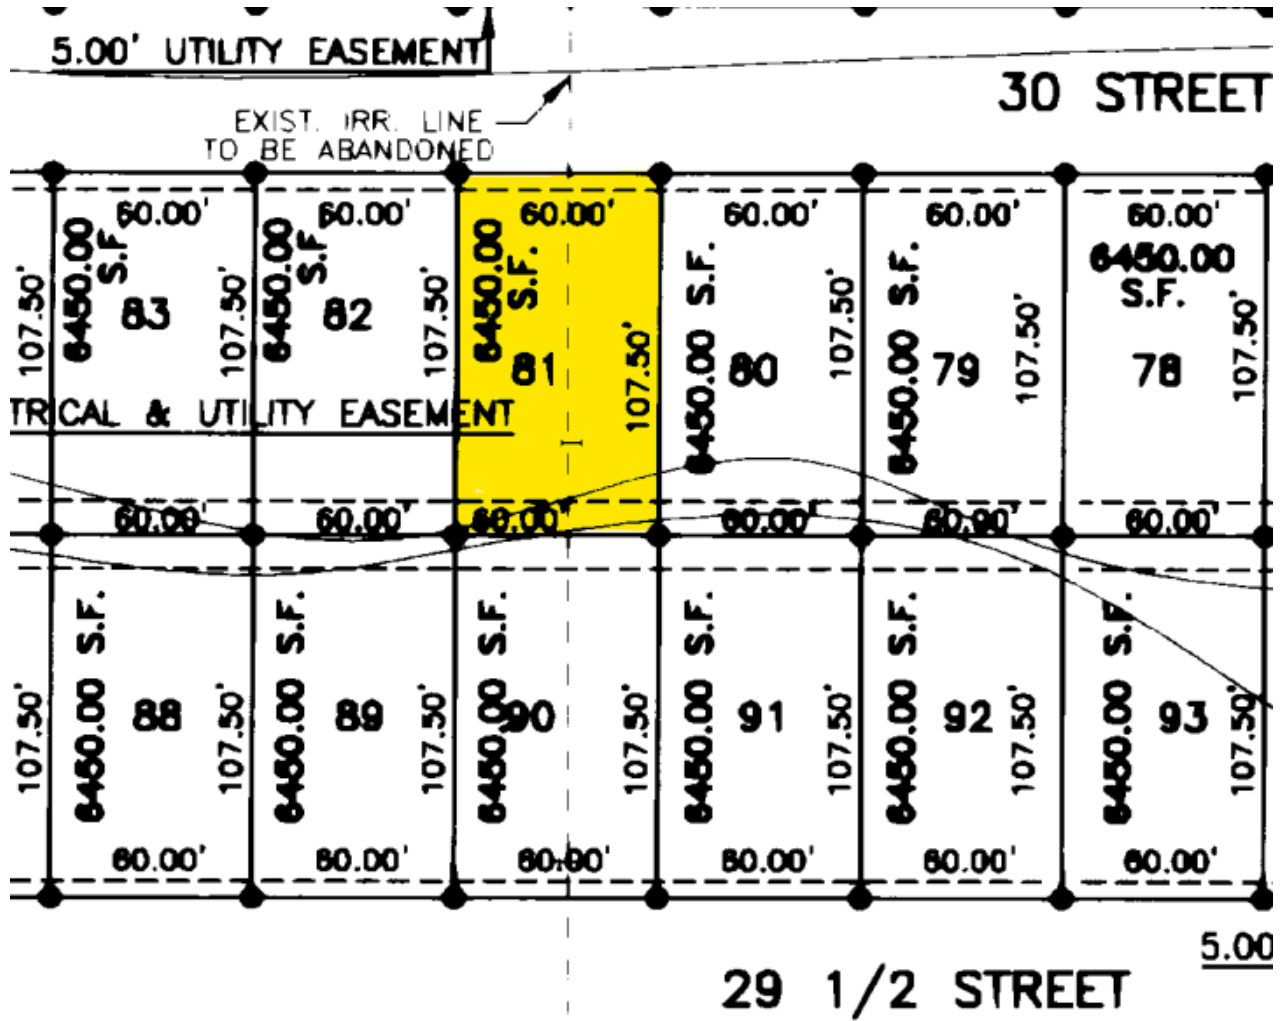 5.00' UTILITY EASEMENT
30 STREET
EXIST. IRR. LINE
TO BE ABANDONED
60.00'
60.00'
60.00'
60.00'
60.00'
60.00'
107.50'
6450.00
S.F.
83
107.50'
6450.00
S.F.
82
107.50'
6450.00
S.F.
81
107.50'
6450.00 S.F.
80
107.50'
6450.00 S.F.
79
107.50'
6450.00
S.F.
78
107.50'
TRICAL & UTILITY EASEMENT
60.00'
60.00'
60.00'
60.00'
60.00'
60.00'
107.50'
6450.00 S.F.
88
107.50'
6450.00 S.F.
89
107.50'
6450.00 S.F.
90
107.50'
6450.00 S.F.
91
107.50'
6450.00 S.F.
92
107.50'
6450.00 S.F.
93
107.50'
60.00'
60.00'
60.00'
60.00'
60.00'
60.00'
5.00
29 1/2 STREET